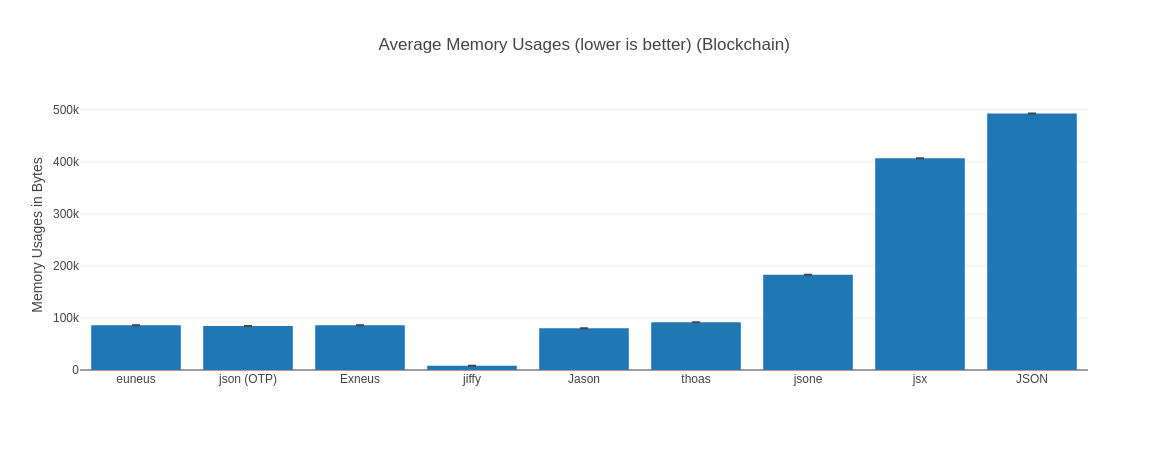 Average Memory Usages (lower is better) (Blockchain)
Memory Usages in Bytes
500k
400k
300k
200k
100k
0
euneus
json (OTP)
Exneus
jiffy
Jason
thoas
jsone
jsx
JSON